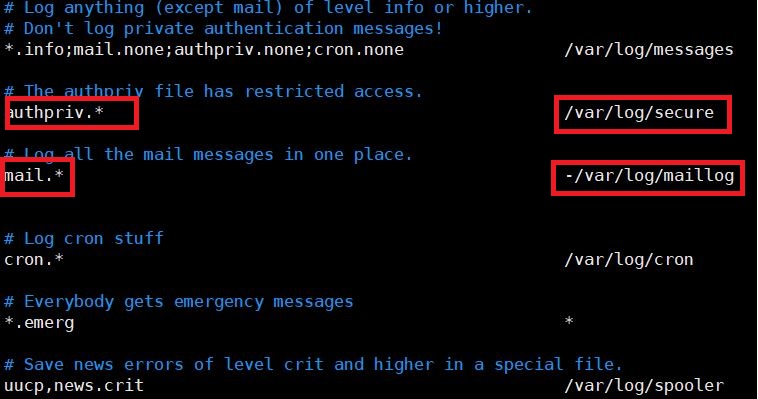 # Log anything (except mail) of level info or higher.
# Don't log private authentication messages!
*.info;mail.none;authpriv.none;cron.none /var/log/messages
# The authpriv file has restricted access.
authpriv.* /var/log/secure
# Log all the mail messages in one place.
mail.* -/var/log/maillog
# Log cron stuff
cron.* /var/log/cron
# Everybody gets emergency messages
*.emerg *
# Save news errors of level crit and higher in a special file.
uucp,news.crit /var/log/spooler